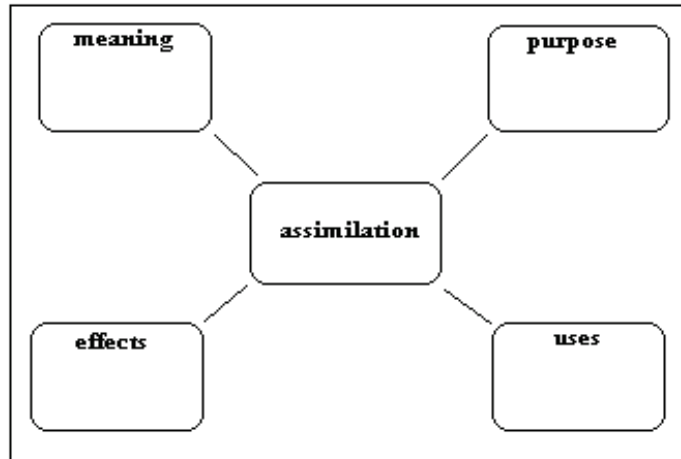 meaning
purpose
assimilation
effects
uses